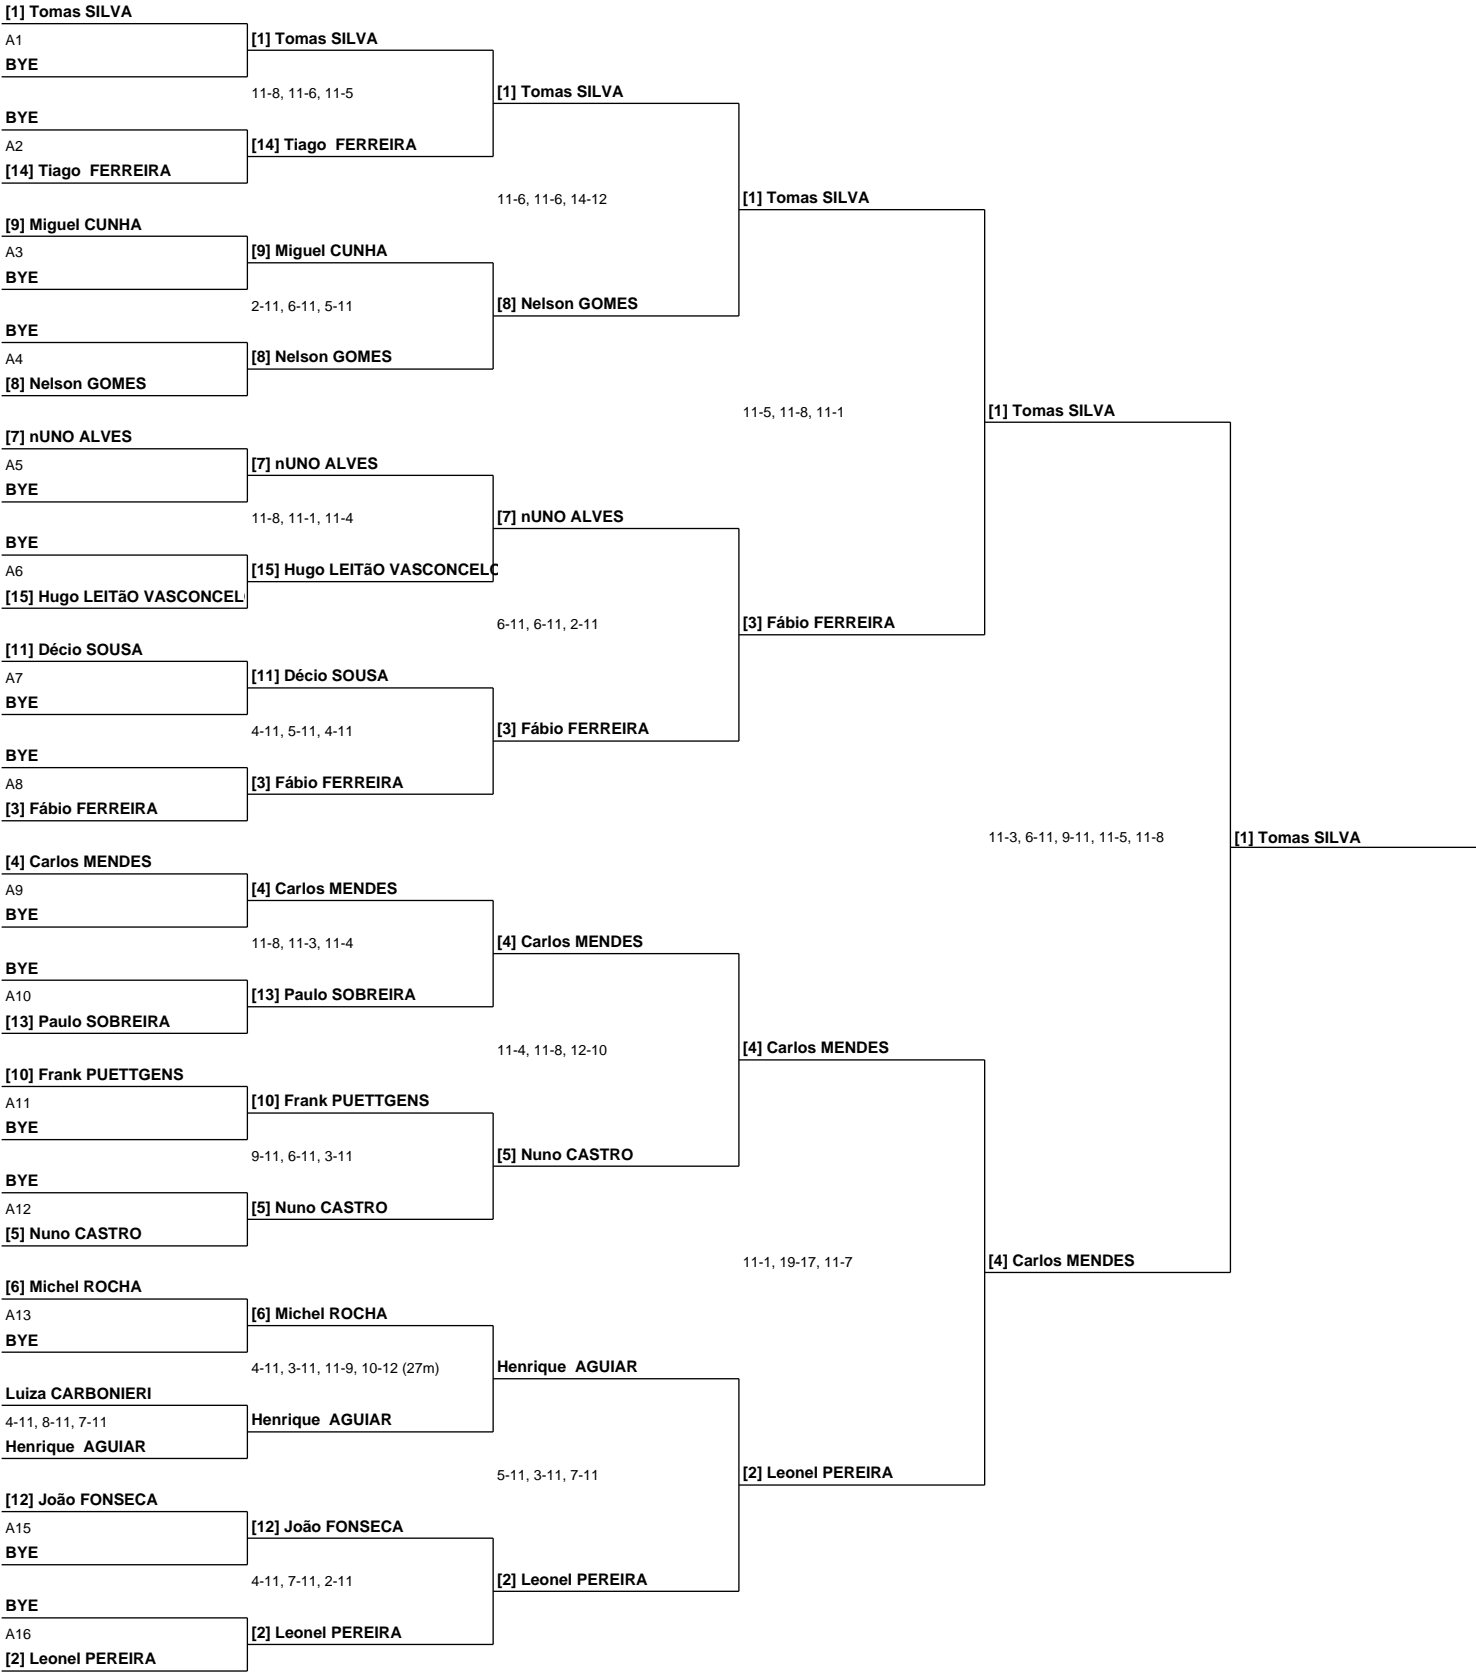 [1] Tomas SILVA
A1
BYE
BYE
A2
[14] Tiago  FERREIRA
[9] Miguel CUNHA
A3
BYE
BYE
A4
[8] Nelson GOMES
[7] nUNO ALVES
A5
BYE
BYE
A6
[15] Hugo LEITãO VASCONCEL
[11] Décio SOUSA
A7
BYE
BYE
A8
[3] Fábio FERREIRA
[4] Carlos MENDES
A9
BYE
BYE
A10
[13] Paulo SOBREIRA
[10] Frank PUETTGENS
A11
BYE
BYE
A12
[5] Nuno CASTRO
[6] Michel ROCHA
A13
BYE
Luiza CARBONIERI
4-11, 8-11, 7-11
Henrique  AGUIAR
[12] João FONSECA
A15
BYE
BYE
A16
[2] Leonel PEREIRA
[1] Tomas SILVA
11-8, 11-6, 11-5
[14] Tiago  FERREIRA
[9] Miguel CUNHA
2-11, 6-11, 5-11
[8] Nelson GOMES
[7] nUNO ALVES
11-8, 11-1, 11-4
[15] Hugo LEITãO VASCONCELO
[11] Décio SOUSA
4-11, 5-11, 4-11
[3] Fábio FERREIRA
[4] Carlos MENDES
11-8, 11-3, 11-4
[13] Paulo SOBREIRA
[10] Frank PUETTGENS
9-11, 6-11, 3-11
[5] Nuno CASTRO
[6] Michel ROCHA
4-11, 3-11, 11-9, 10-12 (27m)
Henrique  AGUIAR
[12] João FONSECA
4-11, 7-11, 2-11
[2] Leonel PEREIRA
[1] Tomas SILVA
11-6, 11-6, 14-12
[8] Nelson GOMES
[7] nUNO ALVES
6-11, 6-11, 2-11
[3] Fábio FERREIRA
[4] Carlos MENDES
11-4, 11-8, 12-10
[5] Nuno CASTRO
Henrique  AGUIAR
5-11, 3-11, 7-11
[2] Leonel PEREIRA
[1] Tomas SILVA
11-5, 11-8, 11-1
[3] Fábio FERREIRA
[4] Carlos MENDES
11-1, 19-17, 11-7
[2] Leonel PEREIRA
[1] Tomas SILVA
11-3, 6-11, 9-11, 11-5, 11-8
[4] Carlos MENDES
[1] Tomas SILVA